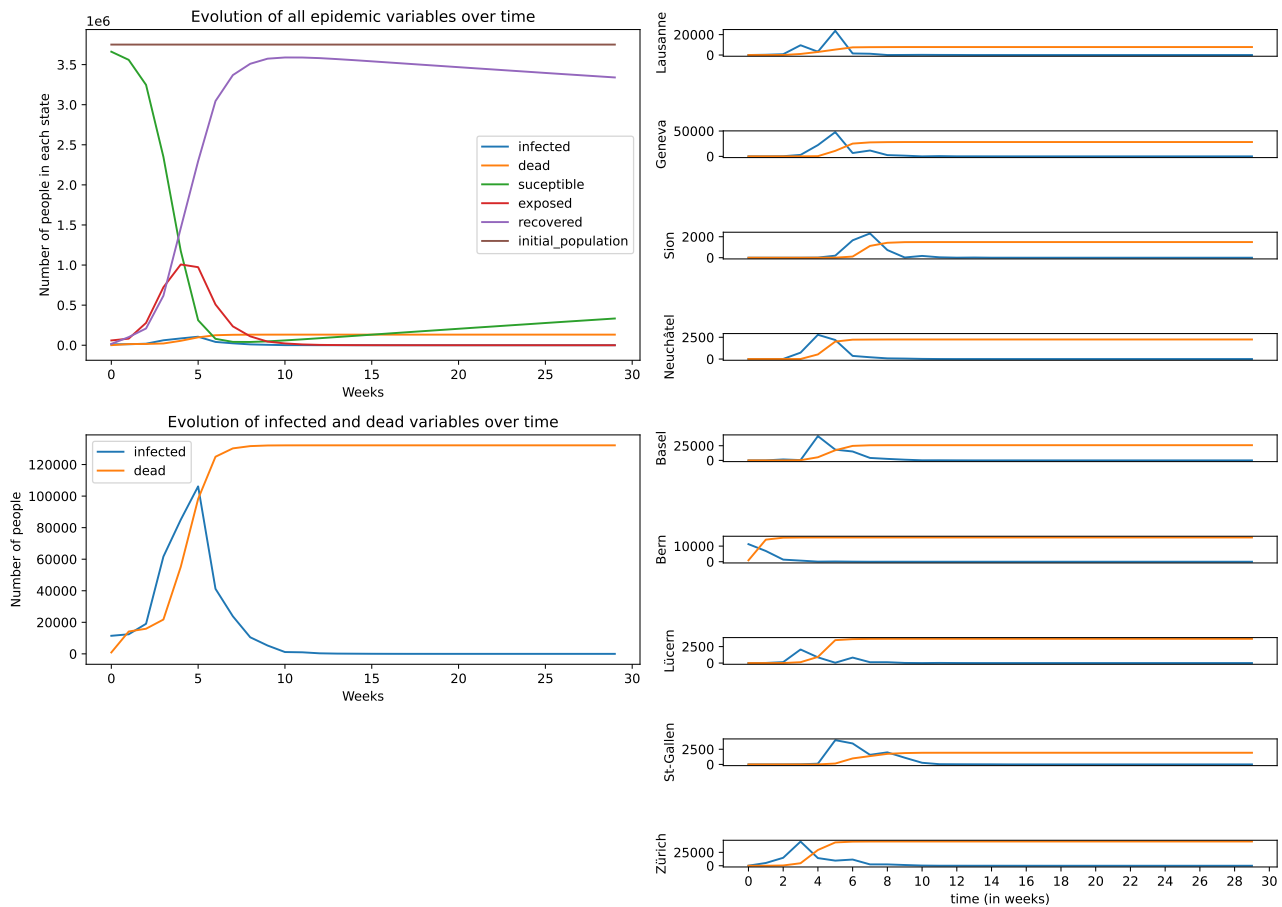 Evolution of all epidemic variables over time
1e6
Number of people in each state
3.5
3.0
2.5
2.0
1.5
1.0
0.5
0.0
infected
dead
suceptible
exposed
recovered
initial_population
0 5 10 15 20 25 30
Weeks
Evolution of infected and dead variables over time
Number of people
120000
100000
80000
60000
40000
20000
0
infected
dead
0 5 10 15 20 25 30
Weeks
Lausanne
20000
0
Geneva
50000
0
Sion
2000
0
Neuchâtel
2500
0
Basel
25000
0
Bern
10000
0
Lücern
2500
0
St-Gallen
2500
0
Zürich
25000
0
0 2 4 6 8 10 12 14 16 18 20 22 24 26 28 30
time (in weeks)